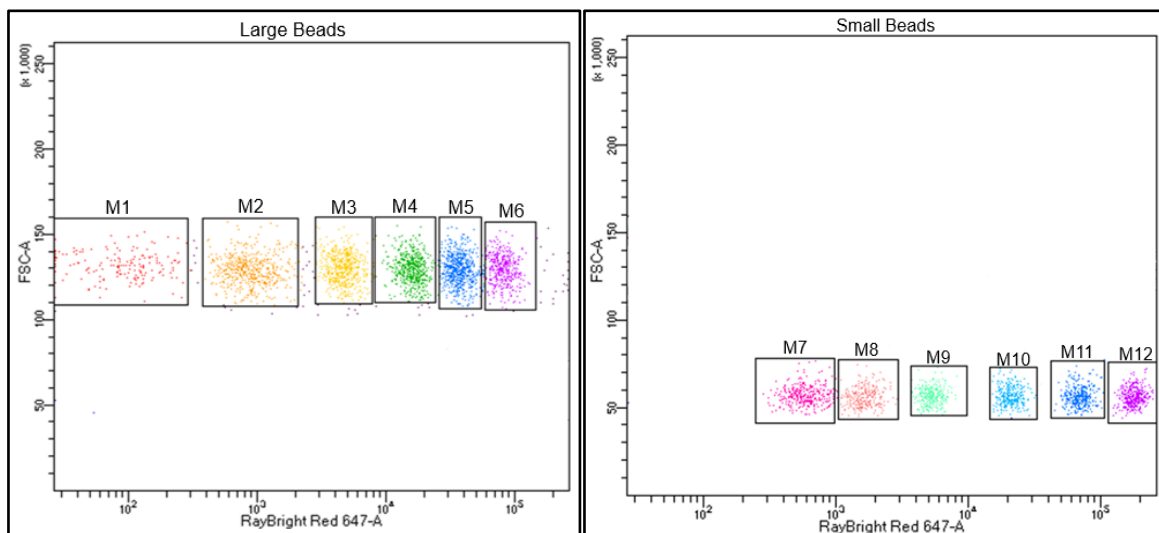 Large Beads
(x 1,000)
250
200
150
100
50
FSC-A
M1 M2 M3 M4 M5 M6
10² 10³ 10⁴ 10⁵
RayBright Red 647-A
Small Beads
(x 1,000)
250
200
150
100
50
FSC-A
M7 M8 M9 M10 M11 M12
10² 10³ 10⁴ 10⁵
RayBright Red 647-A